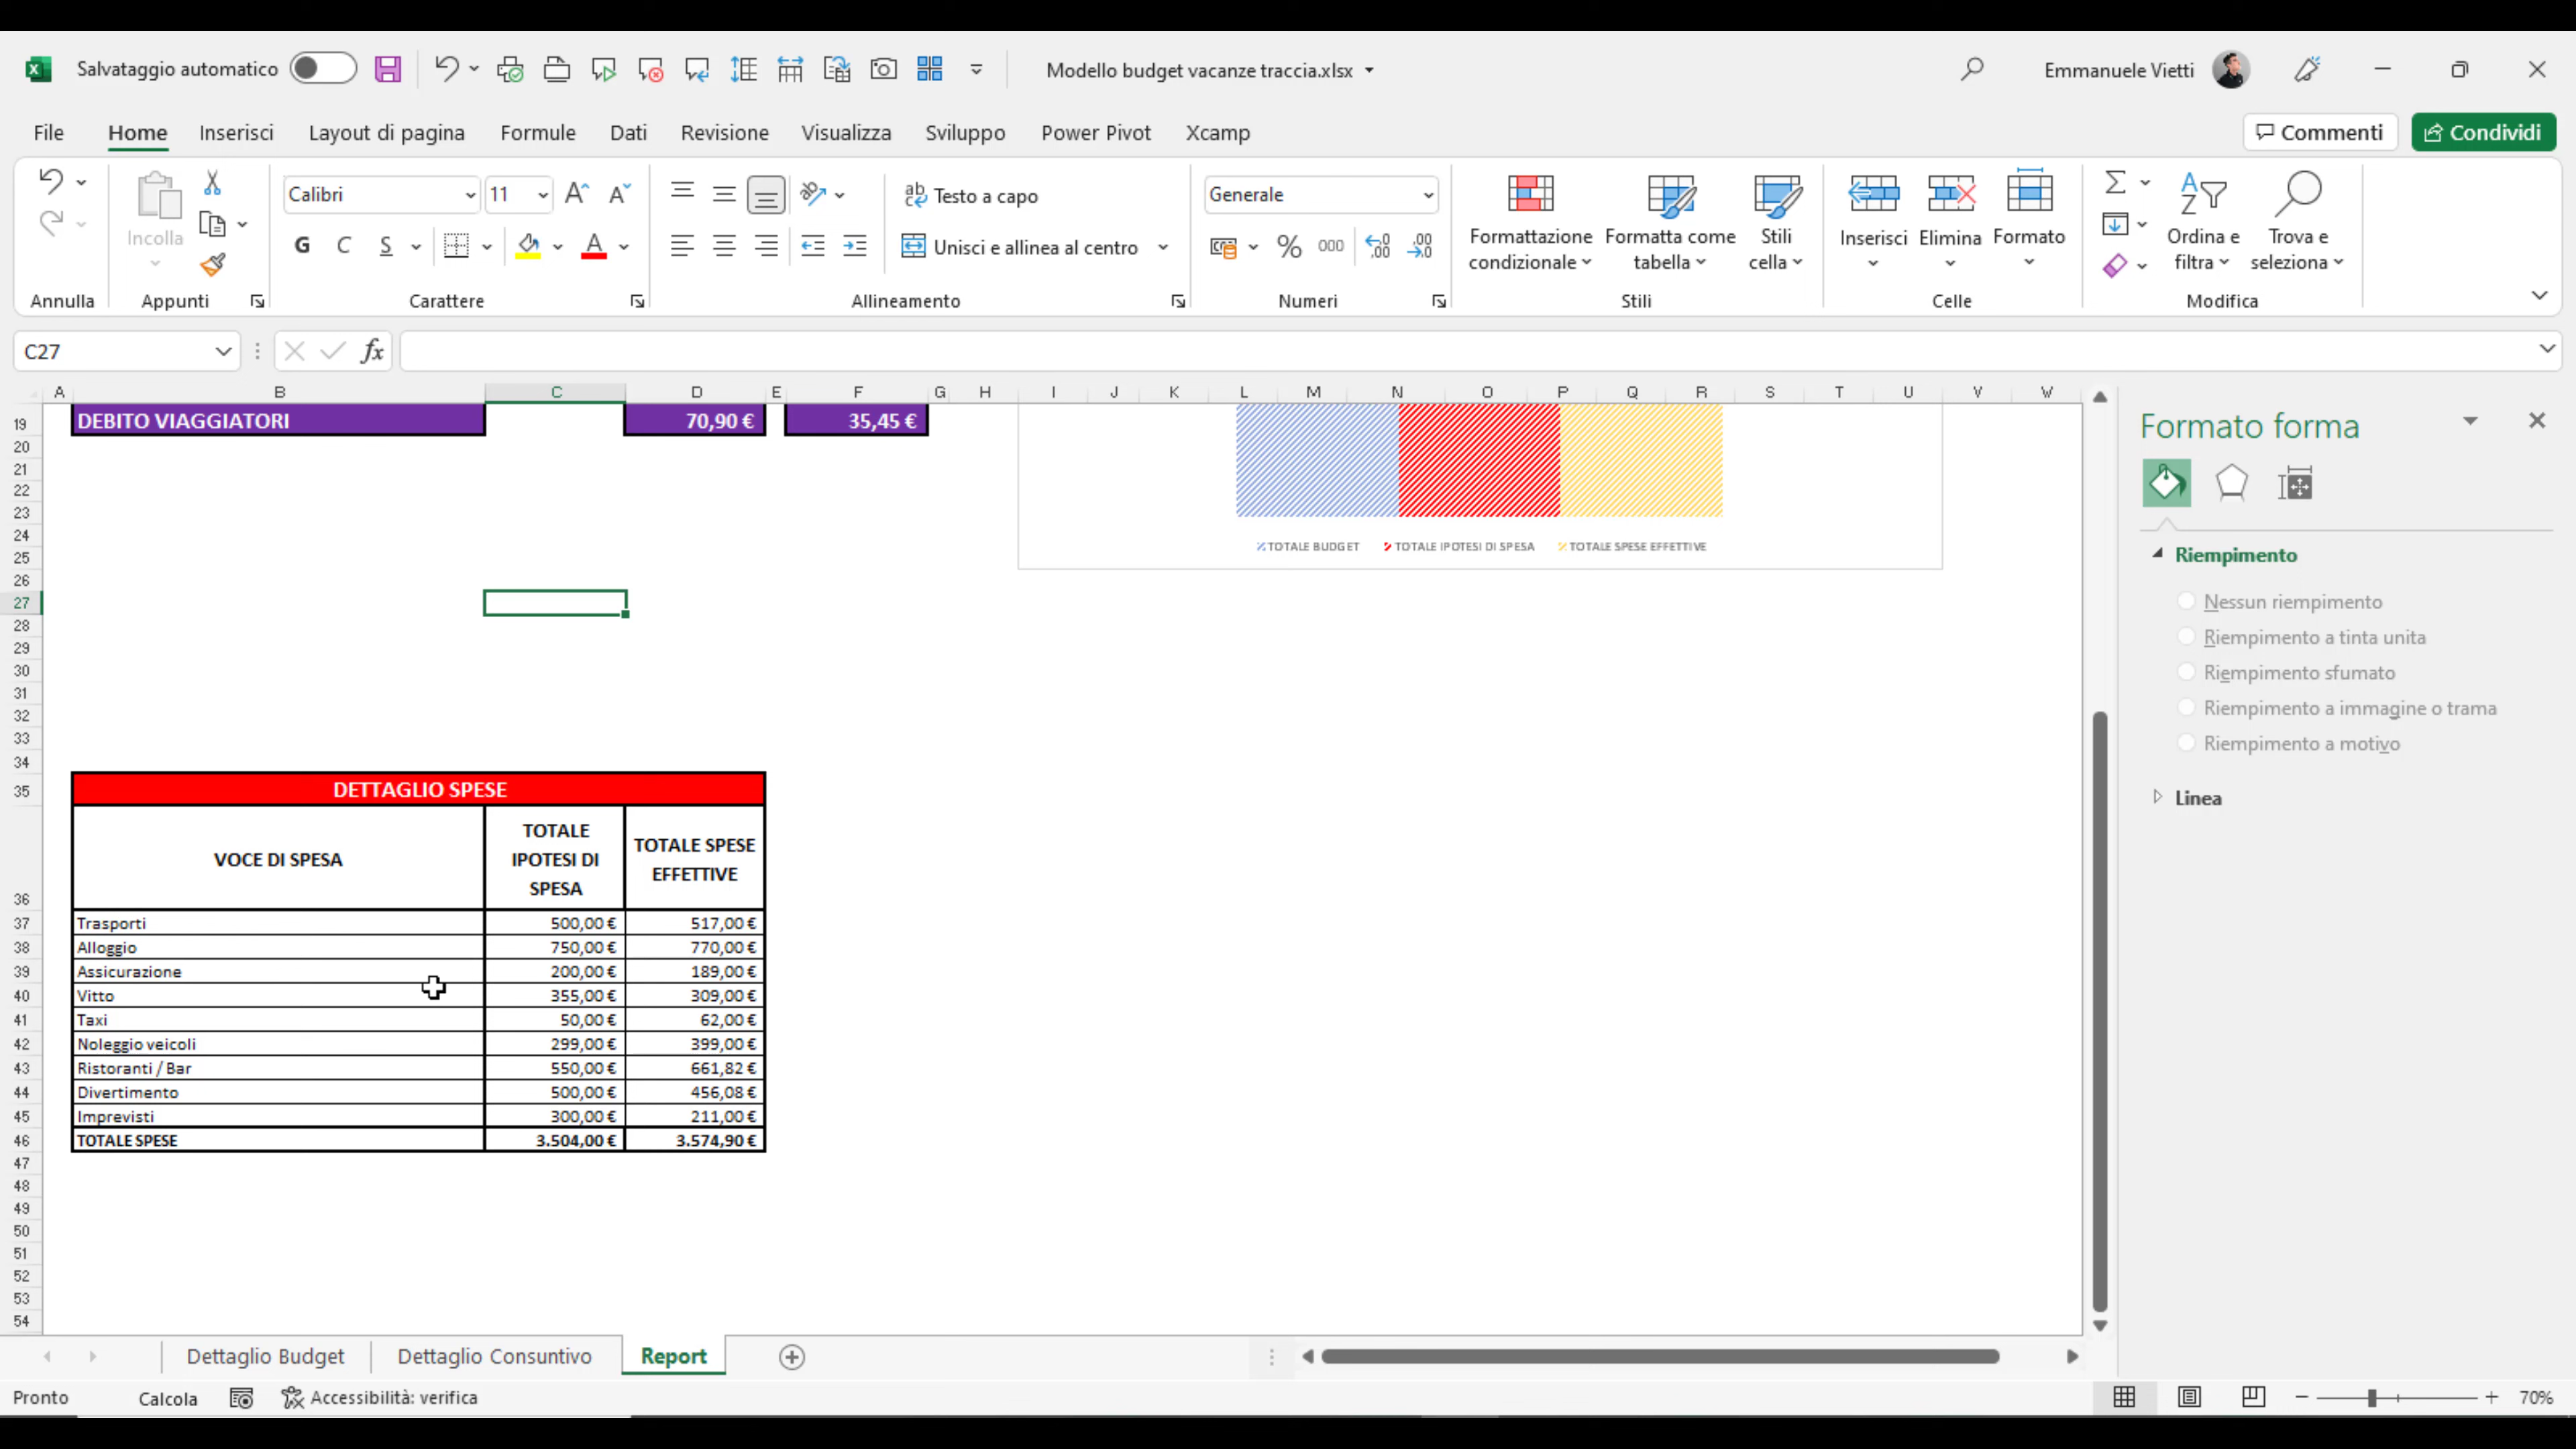 Salvataggio automatico
Modello budget vacanze traccia.xlsx
Emmanuele Vietti
File Home Inserisci Layout di pagina Formule Dati Revisione Visualizza Sviluppo Power Pivot Xcamp
Commenti Condividi
Calibri 11
Testo a capo
Generale
Incolla
G C S
Unisci e allinea al centro
% 000
Formattazione condizionale
Formatta come tabella
Stili cella
Inserisci Elimina Formato
Ordina e filtra
Trova e seleziona
Annulla Appunti Carattere Allineamento Numeri Stili Celle Modifica
C27
fx
A B C D E F G H I J K L M N O P Q R S T U V W
19 DEBITO VIAGGIATORI 70,90 € 35,45 €
20
21
22
23
24
25 TOTALE BUDGET TOTALE IPOTESI DI SPESA TOTALE SPESE EFFETTIVE
26
27
28
29
30
31
32
33
34
35 DETTAGLIO SPESE
36 VOCE DI SPESA TOTALE IPOTESI DI SPESA TOTALE SPESE EFFETTIVE
37 Trasporti 500,00 € 517,00 €
38 Alloggio 750,00 € 770,00 €
39 Assicurazione 200,00 € 189,00 €
40 Vitto 355,00 € 309,00 €
41 Taxi 50,00 € 62,00 €
42 Noleggio veicoli 299,00 € 399,00 €
43 Ristoranti / Bar 550,00 € 661,82 €
44 Divertimento 500,00 € 456,08 €
45 Imprevisti 300,00 € 211,00 €
46 TOTALE SPESE 3.504,00 € 3.574,90 €
47
48
49
50
51
52
53
54
Formato forma
Riempimento
Nessun riempimento
Riempimento a tinta unita
Riempimento sfumato
Riempimento a immagine o trama
Riempimento a motivo
Linea
Dettaglio Budget Dettaglio Consuntivo Report
Pronto Calcola Accessibilità: verifica
70%